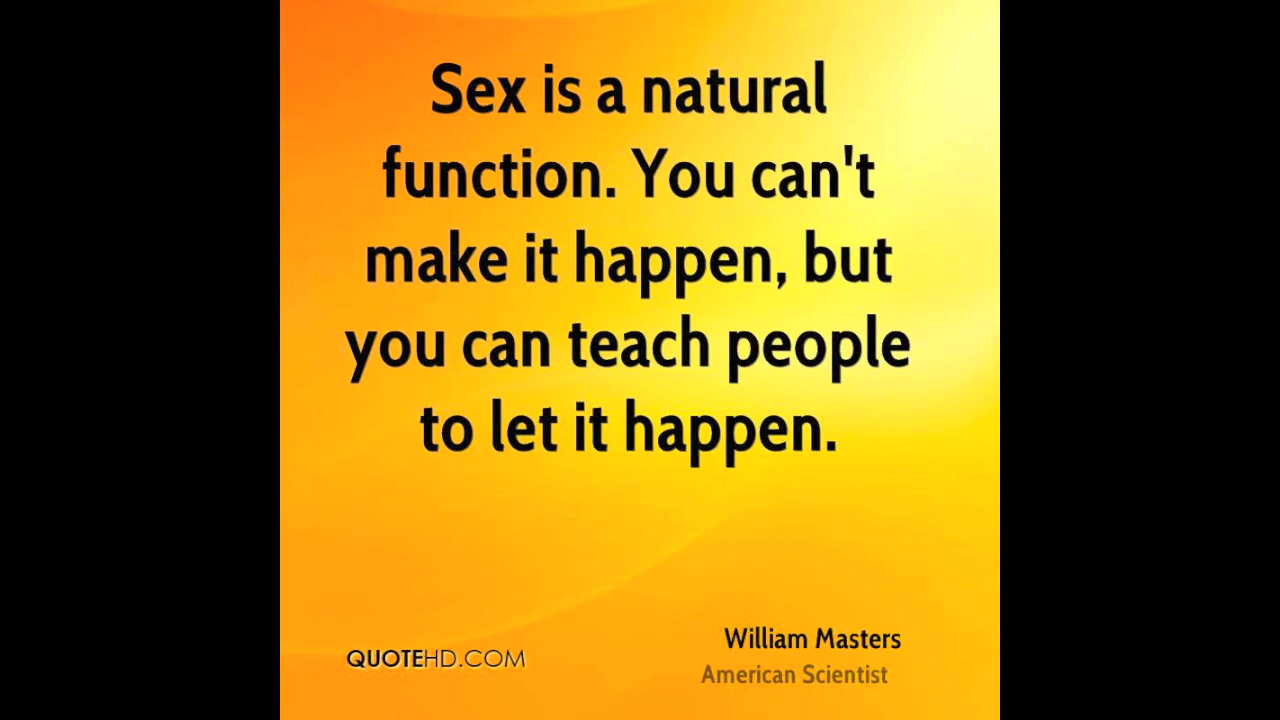 Sex is a natural
function. You can't
make it happen, but
you can teach people
to let it happen.
William Masters
QUOTEHD.COM
American Scientist